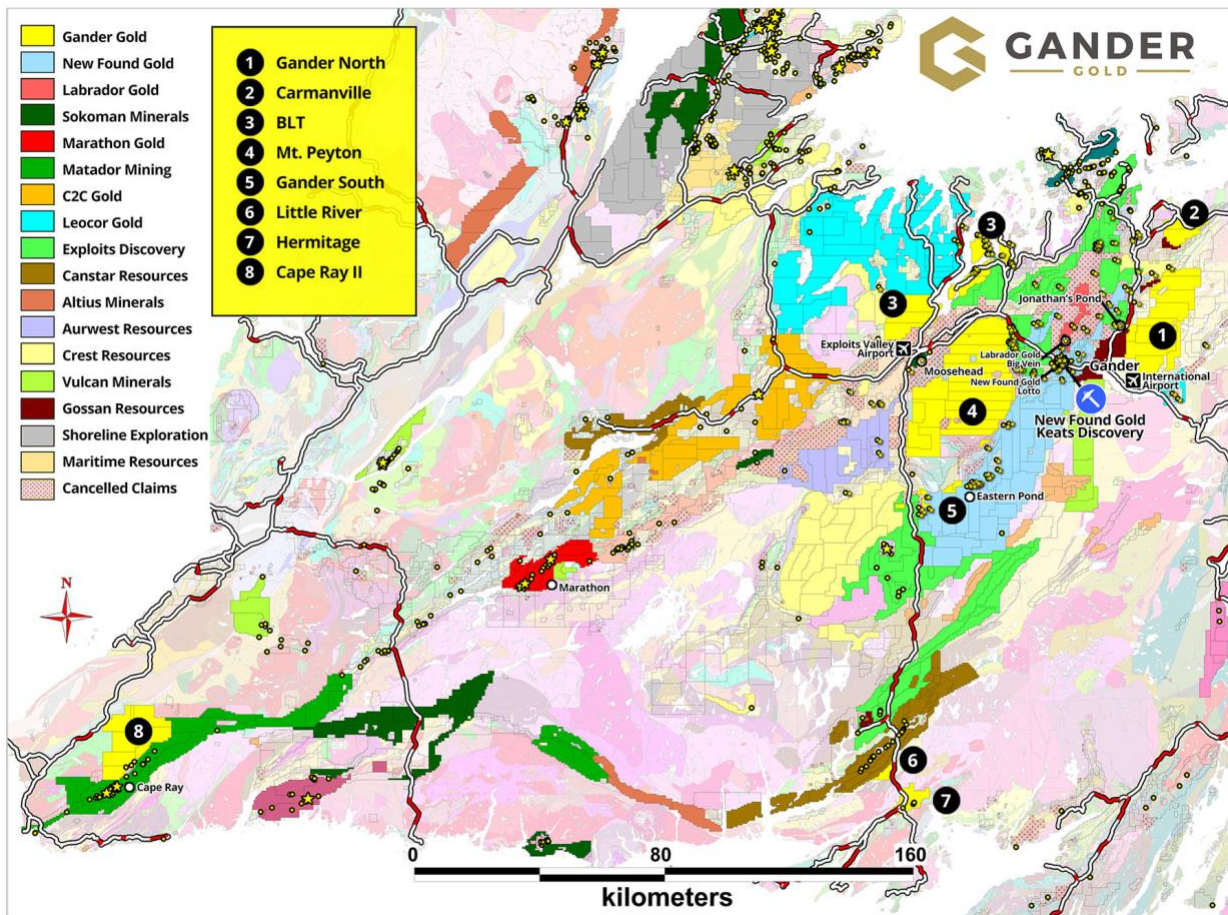 Gander Gold
New Found Gold
Labrador Gold
Sokoman Minerals
Marathon Gold
Matador Mining
C2C Gold
Leocor Gold
Exploits Discovery
Canstar Resources
Altius Minerals
Aurwest Resources
Crest Resources
Vulcan Minerals
Gossan Resources
Shoreline Exploration
Maritime Resources
Cancelled Claims
1 Gander North
2 Carmanville
3 BLT
4 Mt. Peyton
5 Gander South
6 Little River
7 Hermitage
8 Cape Ray II
G GANDER
GOLD
2
3
Jonathan's Pond
3
1
Exploits Valley
Airport
Moosehead
Labrador Gold
Big Vein
New Found Gold
Lotto
Gander
International
Airport
4
New Found Gold
Keats Discovery
Eastern Pond
5
Marathon
N
8
Cape Ray
6
7
0 80 160
kilometers